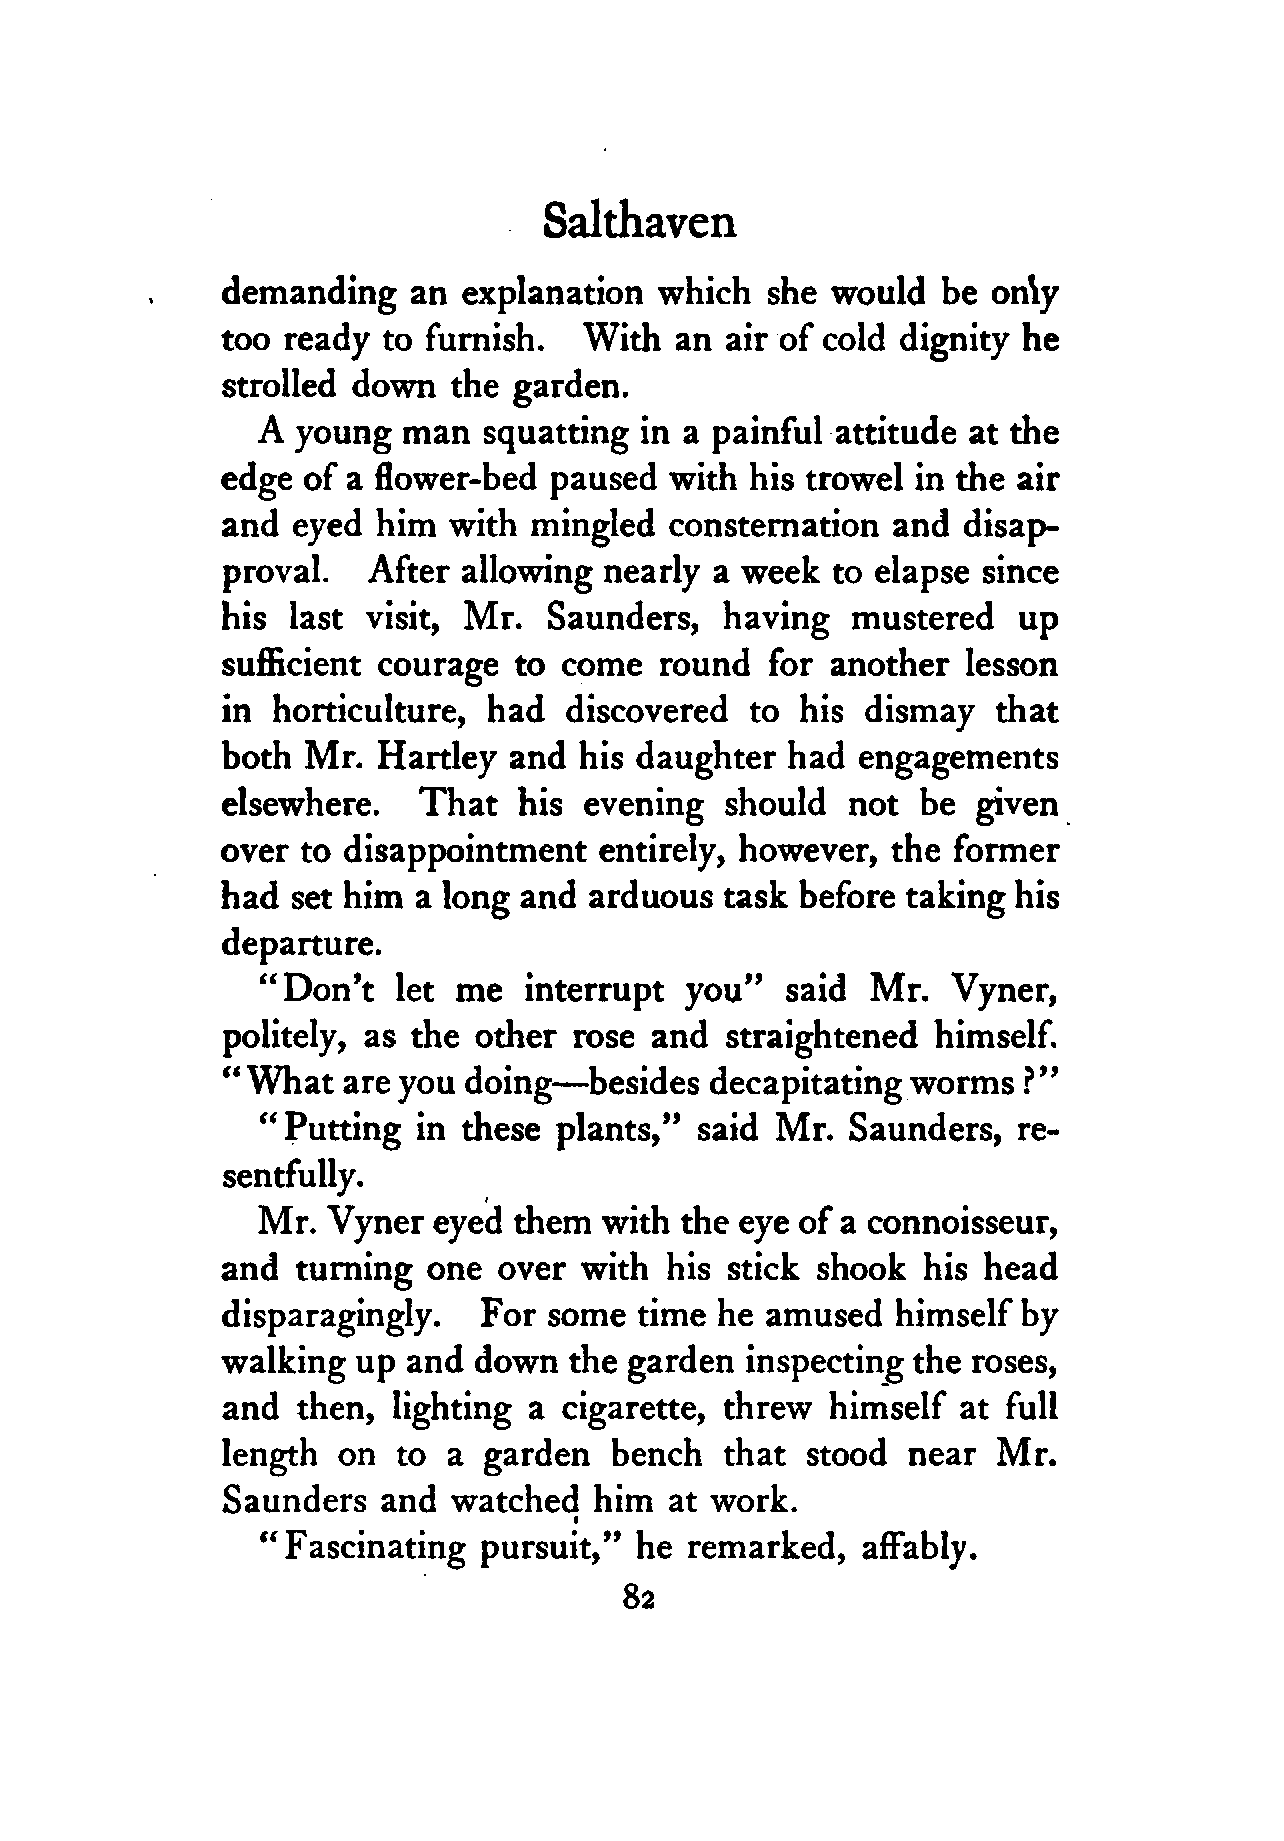 Salthaven
demanding an explanation which she would be only
too ready to furnish. With an air of cold dignity he
strolled down the garden.
A young man squatting in a painful attitude at the
edge of a flower-bed paused with his trowel in the air
and eyed him with mingled consternation and disap-
proval. After allowing nearly a week to elapse since
his last visit, Mr. Saunders, having mustered up
sufficient courage to come round for another lesson
in horticulture, had discovered to his dismay that
both Mr. Hartley and his daughter had engagements
elsewhere. That his evening should not be given
over to disappointment entirely, however, the former
had set him a long and arduous task before taking his
departure.
"Don't let me interrupt you" said Mr. Vyner,
politely, as the other rose and straightened himself.
"What are you doing—besides decapitating worms?"
"Putting in these plants," said Mr. Saunders, re-
sentfully.
Mr. Vyner eyed them with the eye of a connoisseur,
and turning one over with his stick shook his head
disparagingly. For some time he amused himself by
walking up and down the garden inspecting the roses,
and then, lighting a cigarette, threw himself at full
length on to a garden bench that stood near Mr.
Saunders and watched him at work.
"Fascinating pursuit," he remarked, affably.
82